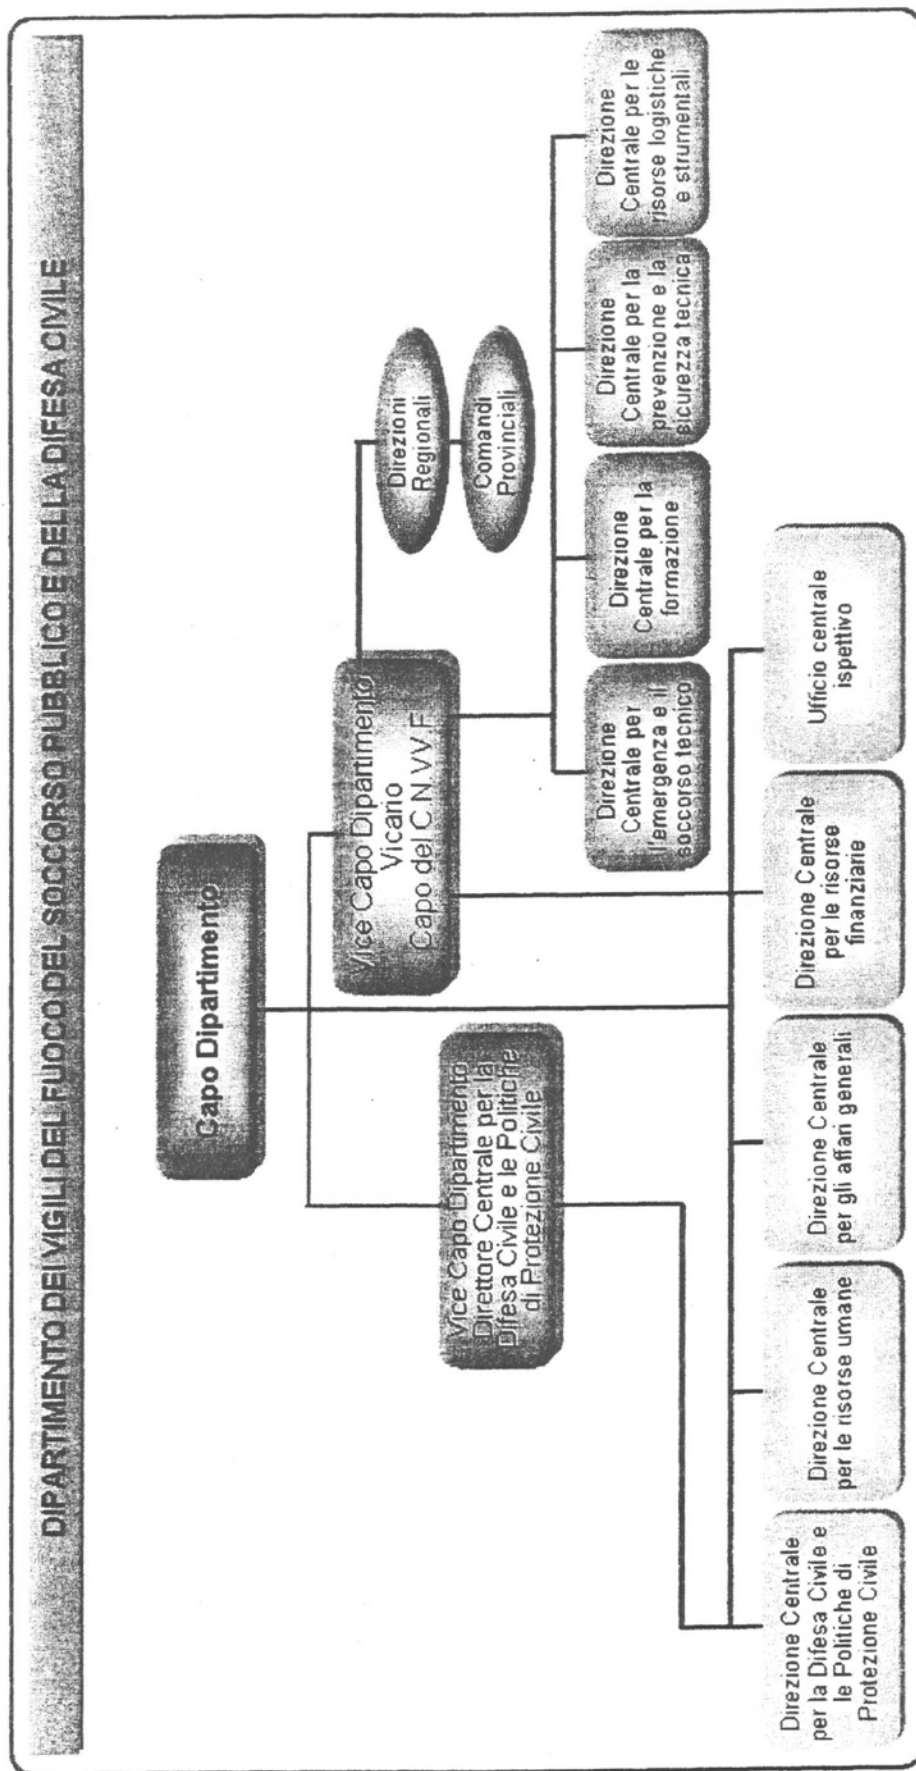 DIPARTIMENTO DEI VIGILI DEL FUOCO DEL SOCCORSO PUBBLICO E DELLA DIFESA CIVILE
Capo Dipartimento
Vice Capo Dipartimento
Vicario
Capo del C.N.VV.F
Vice Capo Dipartimento
Direttore Centrale per la
Difesa Civile e le Politiche
di Protezione Civile
Direzioni
Regionali
Comandi
Provinciali
Direzione
Centrale per
l'emergenza e il
soccorso tecnico
Direzione
Centrale per la
formazione
Direzione
Centrale per la
prevenzione e la
sicurezza tecnica
Direzione
Centrale per le
risorse logistiche
e strumentali
Direzione Centrale
per la Difesa Civile e
le Politiche di
Protezione Civile
Direzione Centrale
per le risorse umane
Direzione Centrale
per gli affari generali
Direzione Centrale
per le risorse
finanziarie
Ufficio centrale
ispettivo